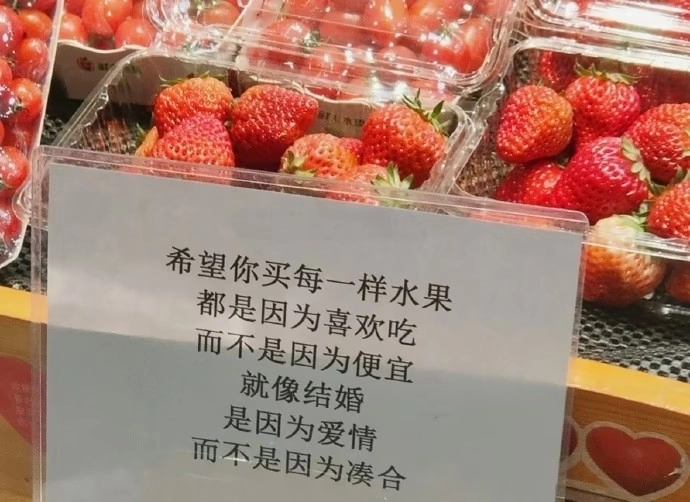 希望你买每一样水果
都是因为喜欢吃
而不是因为便宜
就像结婚
是因为爱情
而不是因为凑合